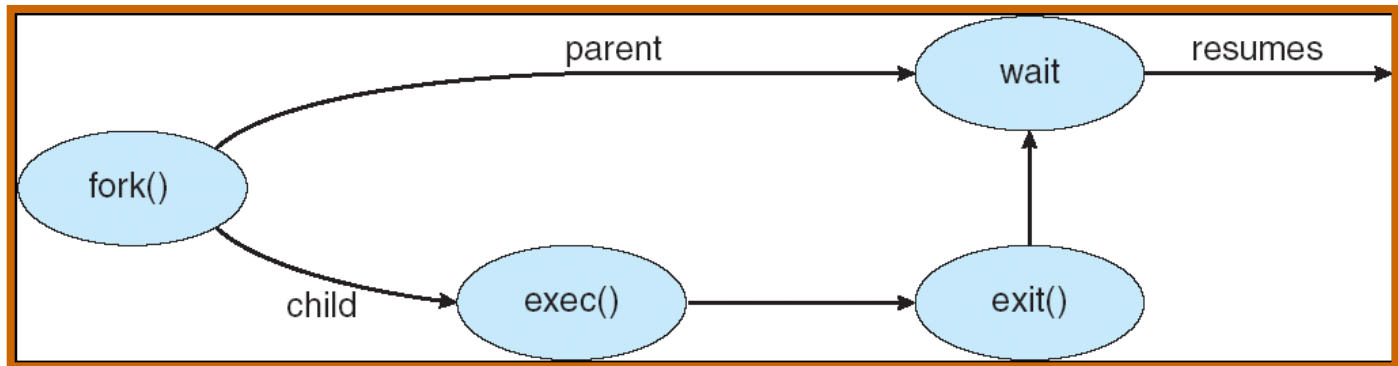 parent
wait
resumes
fork()
child
exec()
exit()